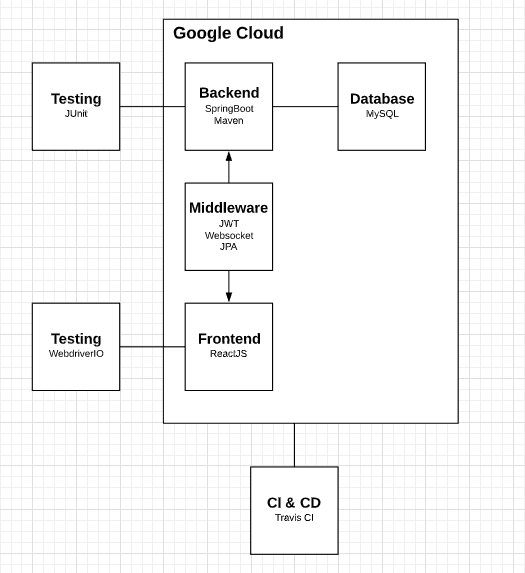 Google Cloud
Testing
JUnit
Backend
SpringBoot
Maven
Database
MySQL
Middleware
JWT
Websocket
JPA
Testing
WebdriverIO
Frontend
ReactJS
CI & CD
Travis CI